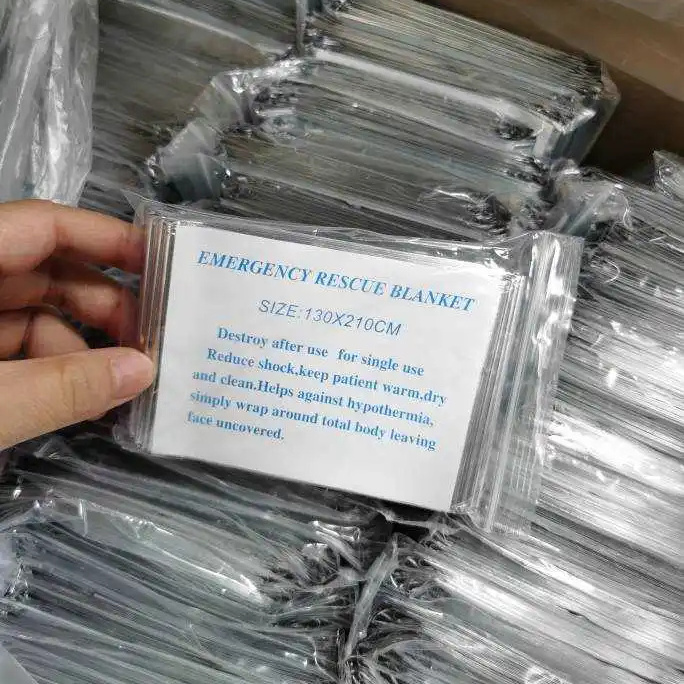 EMERGENCY RESCUE BLANKET
SIZE:130X210CM
Destroy after use for single use
Reduce shock,keep patient warm,dry
and clean.Helps against hypothermia,
simply wrap around total body leaving
face uncovered.